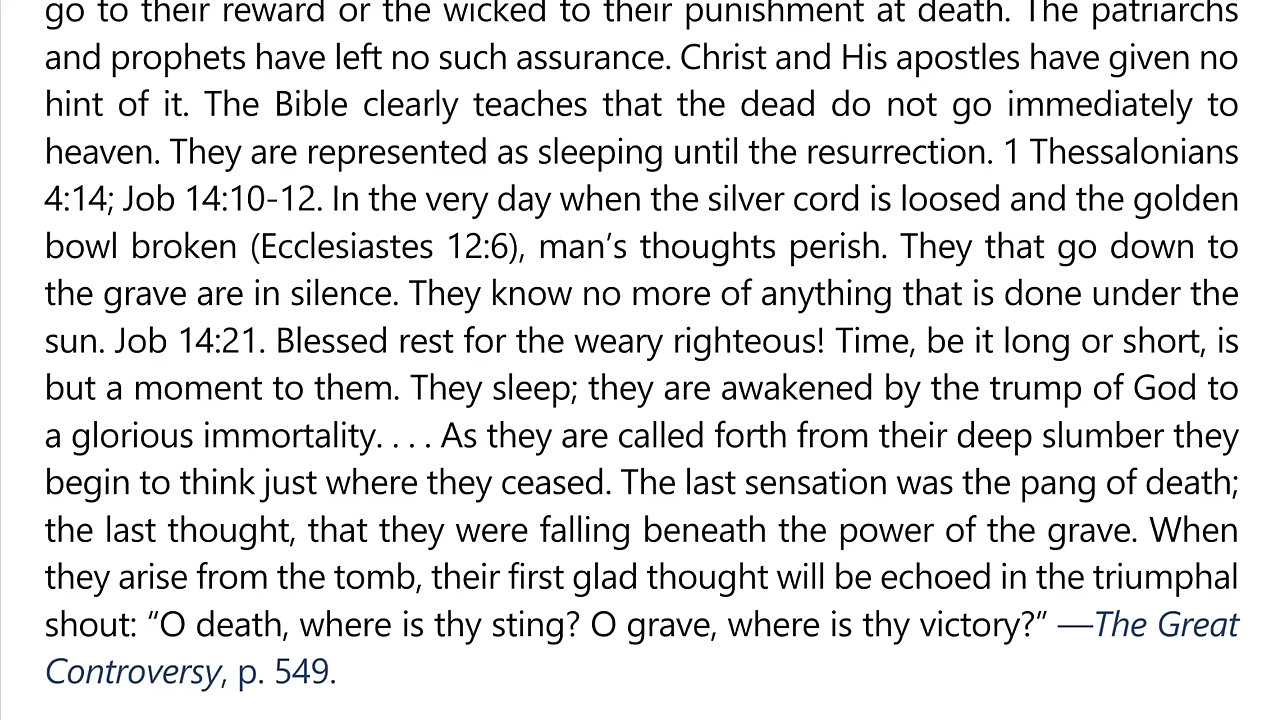 go to their reward or the wicked to their punishment at death. The patriarchs
and prophets have left no such assurance. Christ and His apostles have given no
hint of it. The Bible clearly teaches that the dead do not go immediately to
heaven. They are represented as sleeping until the resurrection. 1 Thessalonians
4:14; Job 14:10-12. In the very day when the silver cord is loosed and the golden
bowl broken (Ecclesiastes 12:6), man’s thoughts perish. They that go down to
the grave are in silence. They know no more of anything that is done under the
sun. Job 14:21. Blessed rest for the weary righteous! Time, be it long or short, is
but a moment to them. They sleep; they are awakened by the trump of God to
a glorious immortality. . . . As they are called forth from their deep slumber they
begin to think just where they ceased. The last sensation was the pang of death;
the last thought, that they were falling beneath the power of the grave. When
they arise from the tomb, their first glad thought will be echoed in the triumphal
shout: “O death, where is thy sting? O grave, where is thy victory?” —The Great
Controversy, p. 549.